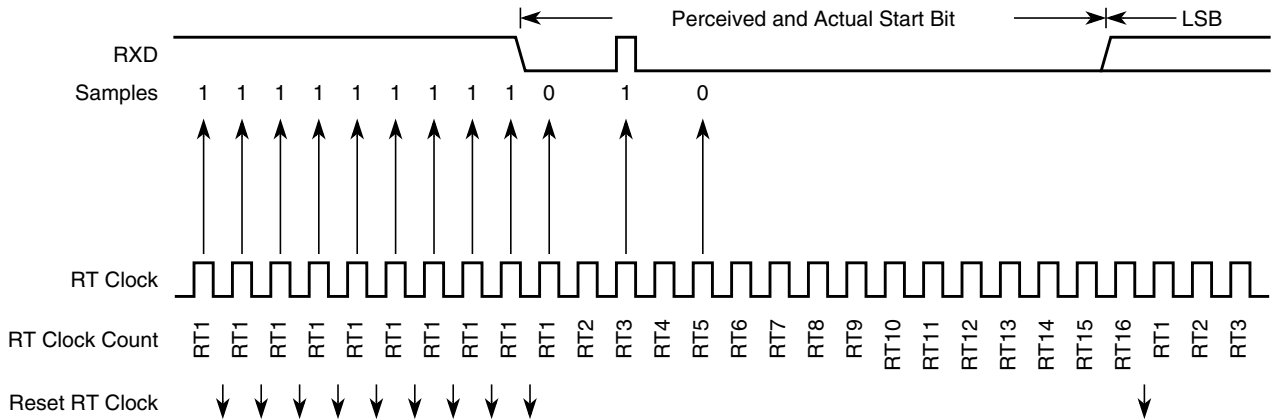 Perceived and Actual Start Bit LSB
RXD
Samples 1 1 1 1 1 1 1 1 1 0 1 0
RT Clock
RT Clock Count RT1 RT1 RT1 RT1 RT1 RT1 RT1 RT1 RT1 RT1 RT2 RT3 RT4 RT5 RT6 RT7 RT8 RT9 RT10 RT11 RT12 RT13 RT14 RT15 RT16 RT1 RT2 RT3
Reset RT Clock